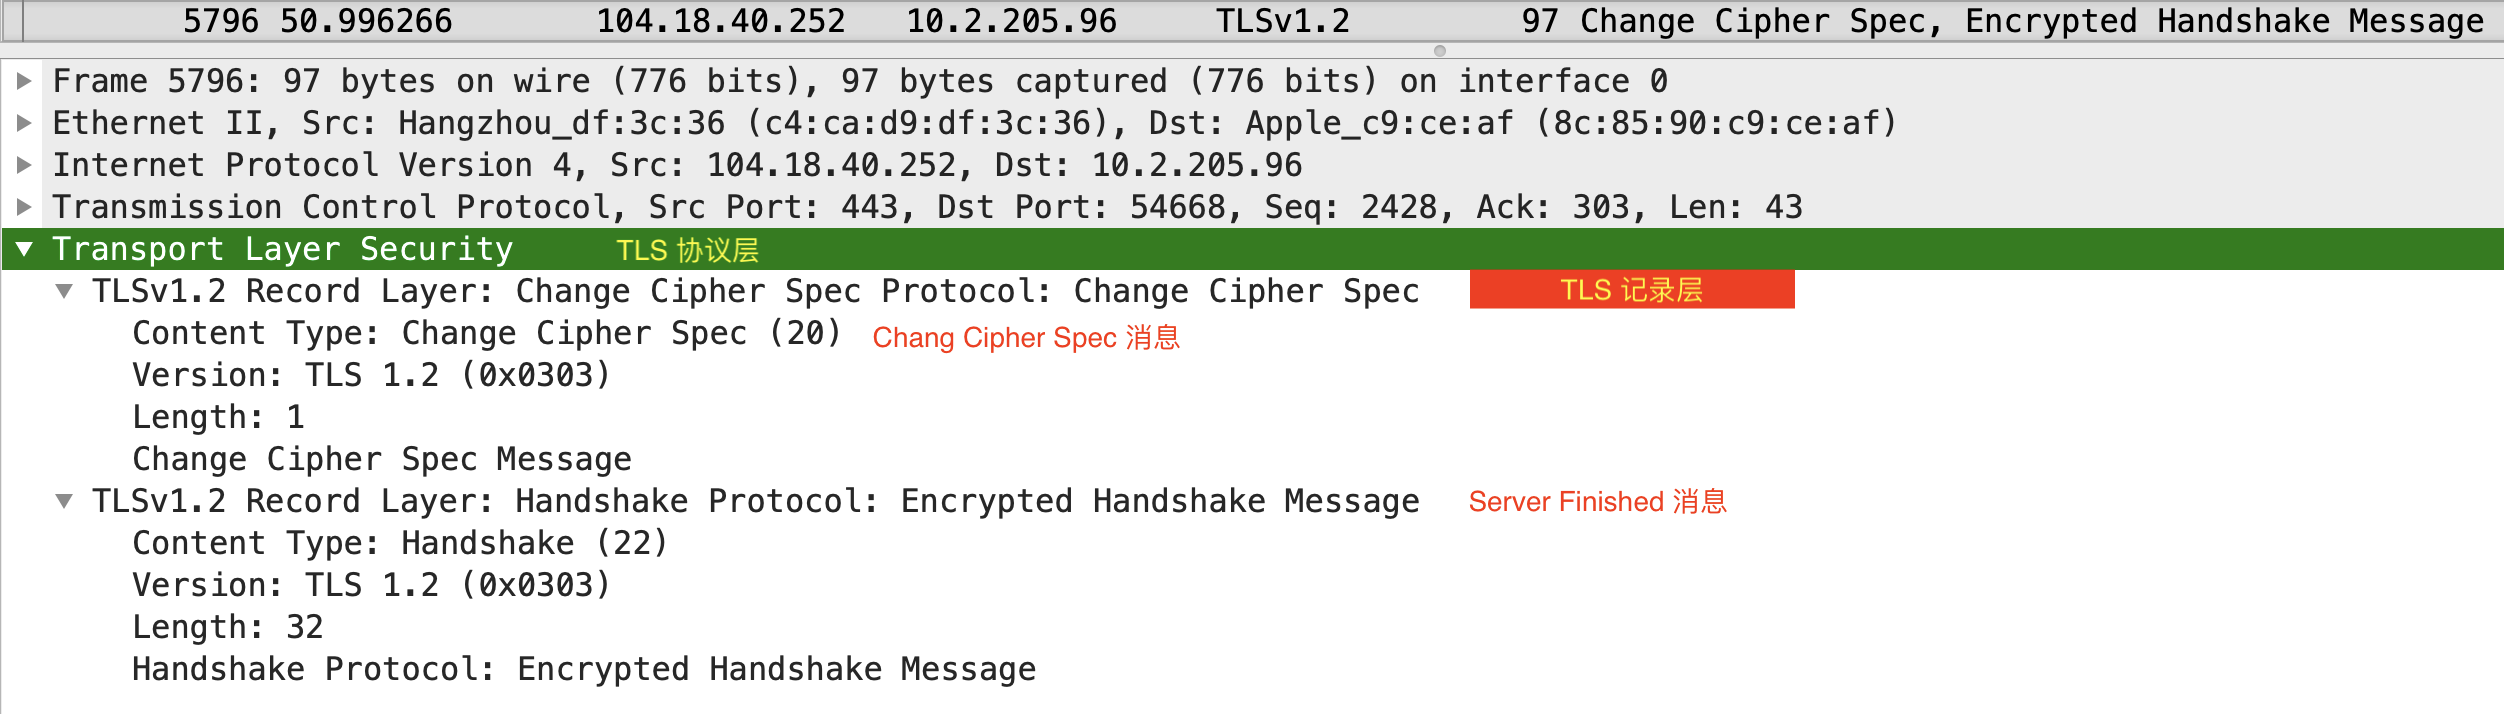 5796 50.996266 104.18.40.252 10.2.205.96 TLSv1.2 97 Change Cipher Spec, Encrypted Handshake Message
Frame 5796: 97 bytes on wire (776 bits), 97 bytes captured (776 bits) on interface 0
Ethernet II, Src: Hangzhou_df:3c:36 (c4:ca:d9:df:3c:36), Dst: Apple_c9:ce:af (8c:85:90:c9:ce:af)
Internet Protocol Version 4, Src: 104.18.40.252, Dst: 10.2.205.96
Transmission Control Protocol, Src Port: 443, Dst Port: 54668, Seq: 2428, Ack: 303, Len: 43
Transport Layer Security TLS 协议层
TLSv1.2 Record Layer: Change Cipher Spec Protocol: Change Cipher Spec TLS 记录层
Content Type: Change Cipher Spec (20) Chang Cipher Spec 消息
Version: TLS 1.2 (0x0303)
Length: 1
Change Cipher Spec Message
TLSv1.2 Record Layer: Handshake Protocol: Encrypted Handshake Message Server Finished 消息
Content Type: Handshake (22)
Version: TLS 1.2 (0x0303)
Length: 32
Handshake Protocol: Encrypted Handshake Message